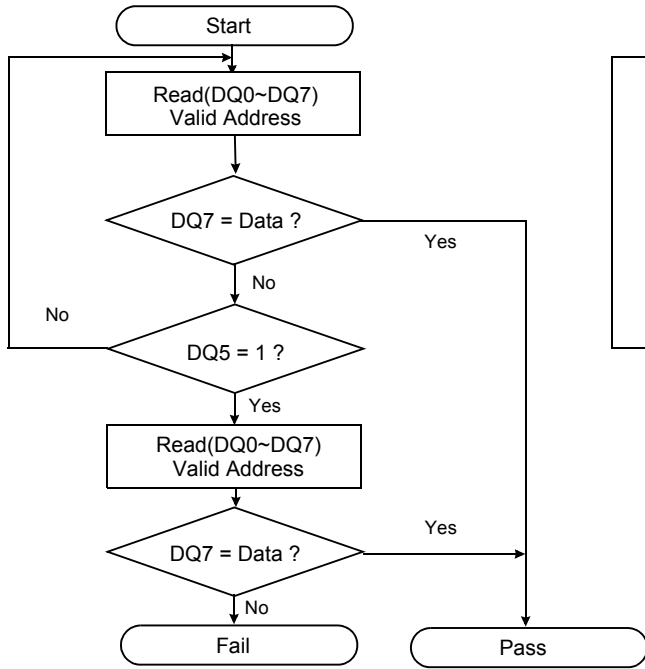 Start
Read(DQ0~DQ7)
Valid Address
DQ7 = Data ?
Yes
No
No
DQ5 = 1 ?
Yes
Read(DQ0~DQ7)
Valid Address
DQ7 = Data ?
Yes
No
Fail
Pass